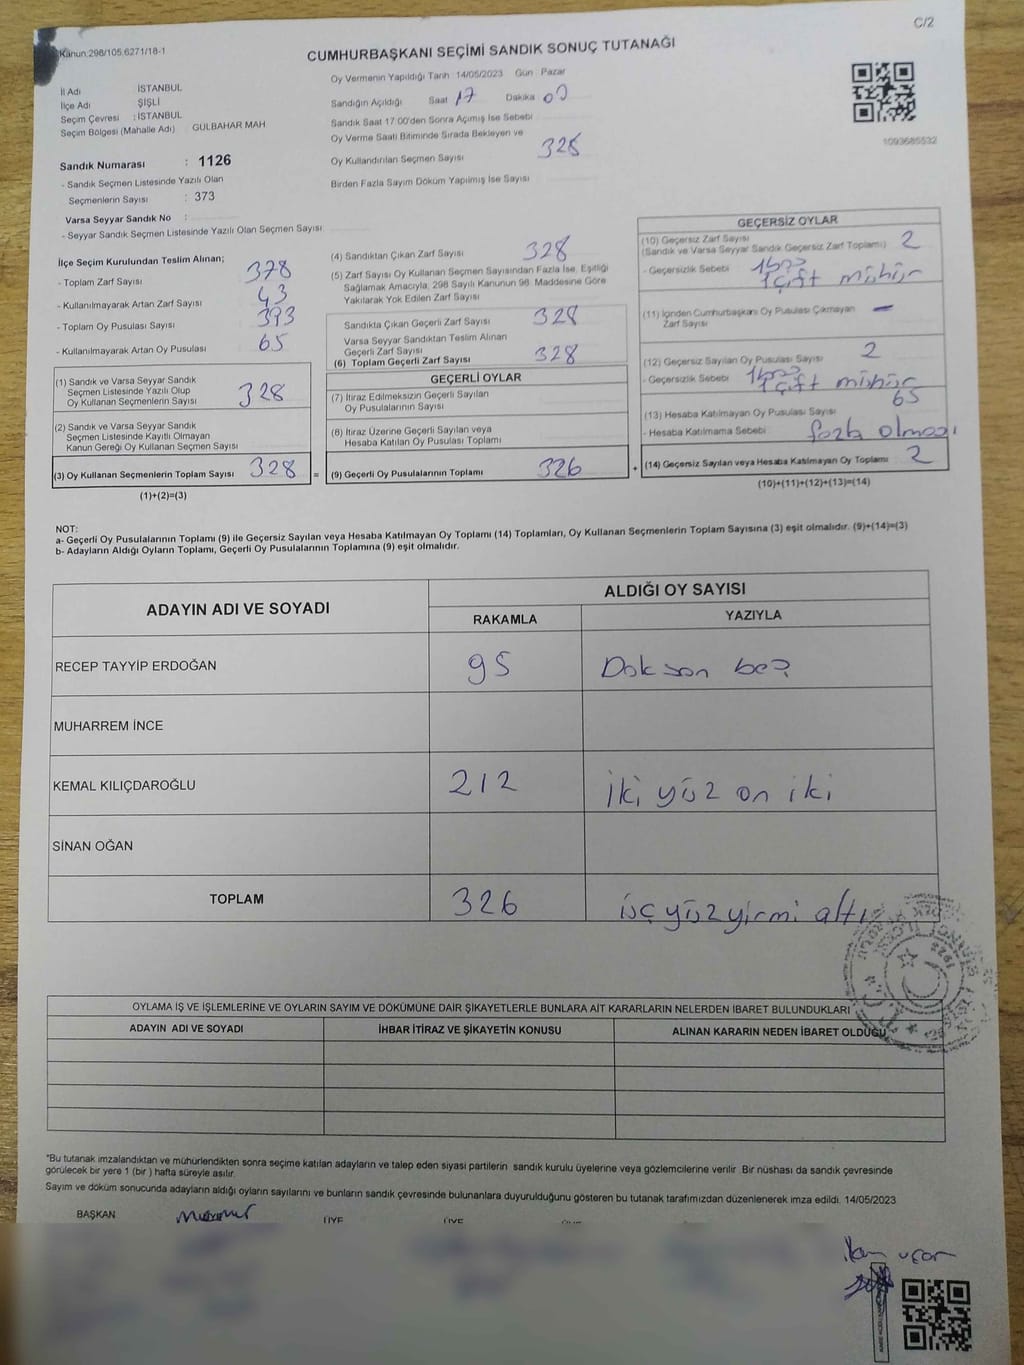 C/2
Kanun:298/105.6271/18-1
CUMHURBAŞKANI SEÇİMİ SANDIK SONUÇ TUTANAĞI
İl Adı İSTANBUL
İlçe Adı ŞİŞLİ
Seçim Çevresi : İSTANBUL
Seçim Bölgesi (Mahalle Adı) GÜLBAHAR MAH
Sandık Numarası : 1126
- Sandık Seçmen Listesinde Yazılı Olan
Seçmenlerin Sayısı : 373
Varsa Seyyar Sandık No :
- Seyyar Sandık Seçmen Listesinde Yazılı Olan Seçmen Sayısı
Oy Vermenin Yapıldığı Tarih 14/05/2023 Gün Pazar
Sandığın Açıldığı Saat 17 Dakika 00
Sandık Saat 17:00'den Sonra Açımış İse Sebebi
Oy Verme Saati Bitiminde Sırada Bekleyen ve
Oy Kullandırılan Seçmen Sayısı 328
Birden Fazla Sayım Döküm Yapılmış İse Sayısı
1093685532
İlçe Seçim Kurulundan Teslim Alınan;
- Toplam Zarf Sayısı 378
- Kullanılmayarak Artan Zarf Sayısı 43
- Toplam Oy Pusulası Sayısı 393
- Kullanılmayarak Artan Oy Pusulası 65
(1) Sandık ve Varsa Seyyar Sandık
Seçmen Listesinde Yazılı Olup
Oy Kullanan Seçmenlerin Sayısı 328
(2) Sandık ve Varsa Seyyar Sandık
Seçmen Listesinde Kayıtlı Olmayan
Kanun Gereği Oy Kullanan Seçmen Sayısı
(3) Oy Kullanan Seçmenlerin Toplam Sayısı 328 =
(1)+(2)=(3)
(4) Sandıktan Çıkan Zarf Sayısı 328
(5) Zarf Sayısı Oy Kullanan Seçmen Sayısından Fazla İse, Eşitliği
Sağlamak Amacıyla; 298 Sayılı Kanunun 98. Maddesine Göre
Yakılarak Yok Edilen Zarf Sayısı
Sandıkta Çıkan Geçerli Zarf Sayısı 328
Varsa Seyyar Sandıktan Teslim Alınan
Geçerli Zarf Sayısı
(6) Toplam Geçerli Zarf Sayısı 328
GEÇERLİ OYLAR
(7) İtiraz Edilmeksizin Geçerli Sayılan
Oy Pusulalarının Sayısı
(8) İtiraz Üzerine Geçerli Sayılan veya
Hesaba Katılan Oy Pusulası Toplamı
(9) Geçerli Oy Pusulalarının Toplamı 326 +
GEÇERSİZ OYLAR
(10) Geçersiz Zarf Sayısı
(Sandık ve Varsa Seyyar Sandık Geçersiz Zarf Toplamı) 2
- Geçersizlik Sebebi
1 çift mühür
(11) İçinden Cumhurbaşkanı Oy Pusulası Çıkmayan
Zarf Sayısı -
(12) Geçersiz Sayılan Oy Pusulası Sayısı 2
- Geçersizlik Sebebi
1 çift mühür
(13) Hesaba Katılmayan Oy Pusulası Sayısı 65
- Hesaba Katılmama Sebebi fazla olması
(14) Geçersiz Sayılan veya Hesaba Katılmayan Oy Toplamı 2
(10)+(11)+(12)+(13)=(14)
NOT:
a- Geçerli Oy Pusulalarının Toplamı (9) ile Geçersiz Sayılan veya Hesaba Katılmayan Oy Toplamı (14) Toplamları, Oy Kullanan Seçmenlerin Toplam Sayısına (3) eşit olmalıdır. (9)+(14)=(3)
b- Adayların Aldığı Oyların Toplamı, Geçerli Oy Pusulalarının Toplamına (9) eşit olmalıdır.
ADAYIN ADI VE SOYADI ALDIĞI OY SAYISI
RAKAMLA YAZIYLA
RECEP TAYYİP ERDOĞAN 95 Doksan beş
MUHARREM İNCE
KEMAL KILIÇDAROĞLU 212 İki yüz on iki
SİNAN OĞAN
TOPLAM 326 üç yüz yirmi altı
OYLAMA İŞ VE İŞLEMLERİNE VE OYLARIN SAYIM VE DÖKÜMÜNE DAİR ŞİKAYETLERLE BUNLARA AİT KARARLARIN NELERDEN İBARET BULUNDUKLARI
ADAYIN ADI VE SOYADI İHBAR İTİRAZ VE ŞİKAYETİN KONUSU ALINAN KARARIN NEDEN İBARET OLDUĞU
*Bu tutanak imzalandıktan ve mühürlendikten sonra seçime katılan adayların ve talep eden siyasi partilerin sandık kurulu üyelerine veya gözlemcilerine verilir. Bir nüshası da sandık çevresinde
görülecek bir yere 1 (bir ) hafta süreyle asılır.
Sayım ve döküm sonucunda adayların aldığı oyların sayılarını ve bunların sandık çevresinde bulunanlara duyurulduğunu gösteren bu tutanak tarafımızdan düzenlenerek imza edildi. 14/05/2023
BAŞKAN ÜYE ÜYE